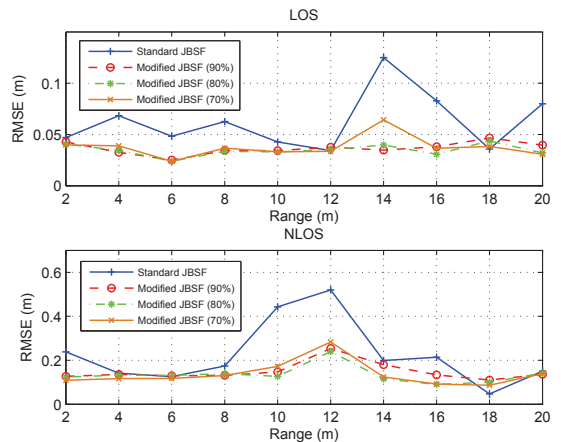 LOS
Standard JBSF
Modified JBSF (90%)
Modified JBSF (80%)
Modified JBSF (70%)
RMSE (m)
0.1
0.05
0
2 4 6 8 10 12 14 16 18 20
Range (m)
NLOS
Standard JBSF
Modified JBSF (90%)
Modified JBSF (80%)
Modified JBSF (70%)
RMSE (m)
0.6
0.4
0.2
0
2 4 6 8 10 12 14 16 18 20
Range (m)